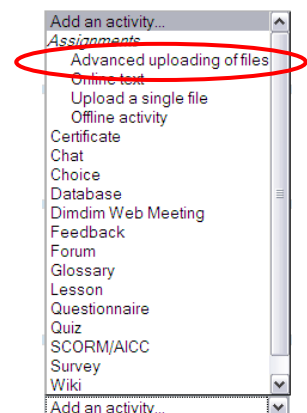 Add an activity...
Assignments
Advanced uploading of files
Online text
Upload a single file
Offline activity
Certificate
Chat
Choice
Database
Dimdim Web Meeting
Feedback
Forum
Glossary
Lesson
Questionnaire
Quiz
SCORM/AICC
Survey
Wiki
Add an activity...